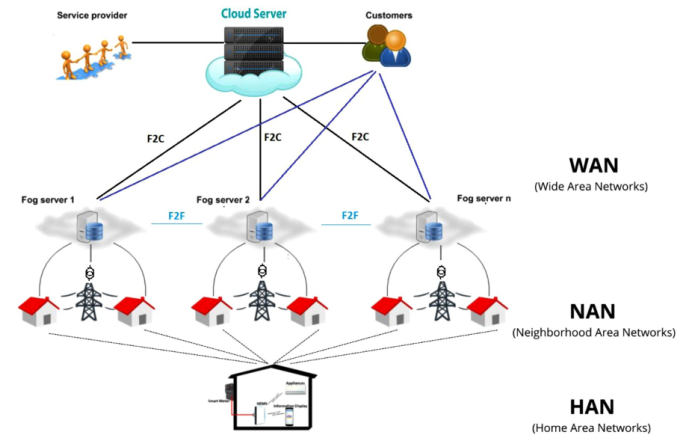 Service provider
Cloud Server
Customers
F2C
F2C
F2C
WAN
(Wide Area Networks)
Fog server 1
Fog server 2
Fog server n
F2F
F2F
NAN
(Neighborhood Area Networks)
Appliances
Smart Meter
HEMS
Information Display
HAN
(Home Area Networks)